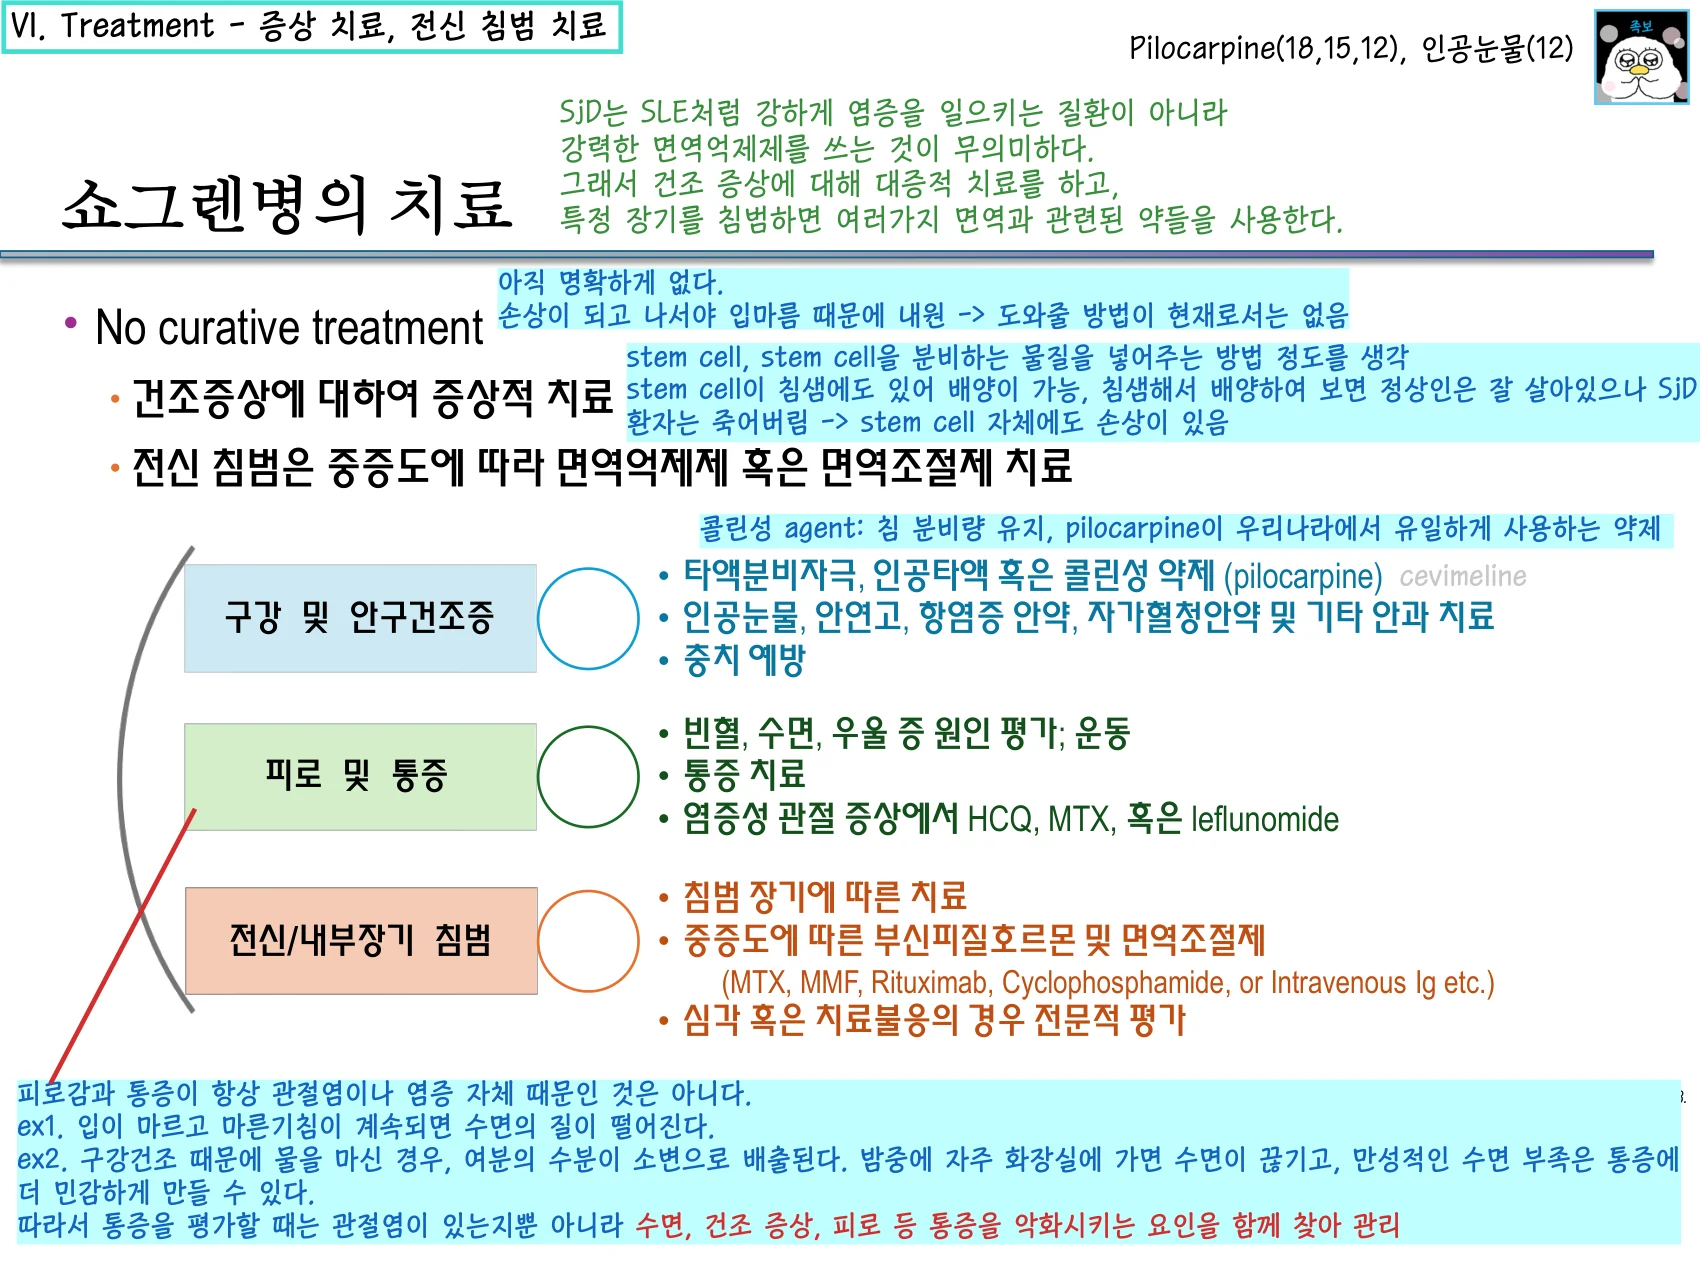 VI. Treatment - 증상 치료, 전신 침범 치료
Pilocarpine(18,15,12), 인공눈물(12)
족보
SjD는 SLE처럼 강하게 염증을 일으키는 질환이 아니라
강력한 면역억제제를 쓰는 것이 무의미하다.
그래서 건조 증상에 대해 대증적 치료를 하고,
특정 장기를 침범하면 여러가지 면역과 관련된 약들을 사용한다.
쇼그렌병의 치료
아직 명확하게 없다.
손상이 되고 나서야 입마름 때문에 내원 -> 도와줄 방법이 현재로서는 없음
• No curative treatment
stem cell, stem cell을 분비하는 물질을 넣어주는 방법 정도를 생각
stem cell이 침샘에도 있어 배양이 가능, 침샘해서 배양하여 보면 정상인은 잘 살아있으나 SjD
환자는 죽어버림 -> stem cell 자체에도 손상이 있음
• 건조증상에 대하여 증상적 치료
• 전신 침범은 중증도에 따라 면역억제제 혹은 면역조절제 치료
콜린성 agent: 침 분비량 유지, pilocarpine이 우리나라에서 유일하게 사용하는 약제
구강 및 안구건조증
• 타액분비자극, 인공타액 혹은 콜린성 약제 (pilocarpine) cevimeline
• 인공눈물, 안연고, 항염증 안약, 자가혈청안약 및 기타 안과 치료
• 충치 예방
피로 및 통증
• 빈혈, 수면, 우울 증 원인 평가; 운동
• 통증 치료
• 염증성 관절 증상에서 HCQ, MTX, 혹은 leflunomide
전신/내부장기 침범
• 침범 장기에 따른 치료
• 중증도에 따른 부신피질호르몬 및 면역조절제
(MTX, MMF, Rituximab, Cyclophosphamide, or Intravenous Ig etc.)
• 심각 혹은 치료불응의 경우 전문적 평가
피로감과 통증이 항상 관절염이나 염증 자체 때문인 것은 아니다.
ex1. 입이 마르고 마른기침이 계속되면 수면의 질이 떨어진다.
ex2. 구강건조 때문에 물을 마신 경우, 여분의 수분이 소변으로 배출된다. 밤중에 자주 화장실에 가면 수면이 끊기고, 만성적인 수면 부족은 통증에
더 민감하게 만들 수 있다.
따라서 통증을 평가할 때는 관절염이 있는지뿐 아니라 수면, 건조 증상, 피로 등 통증을 악화시키는 요인을 함께 찾아 관리